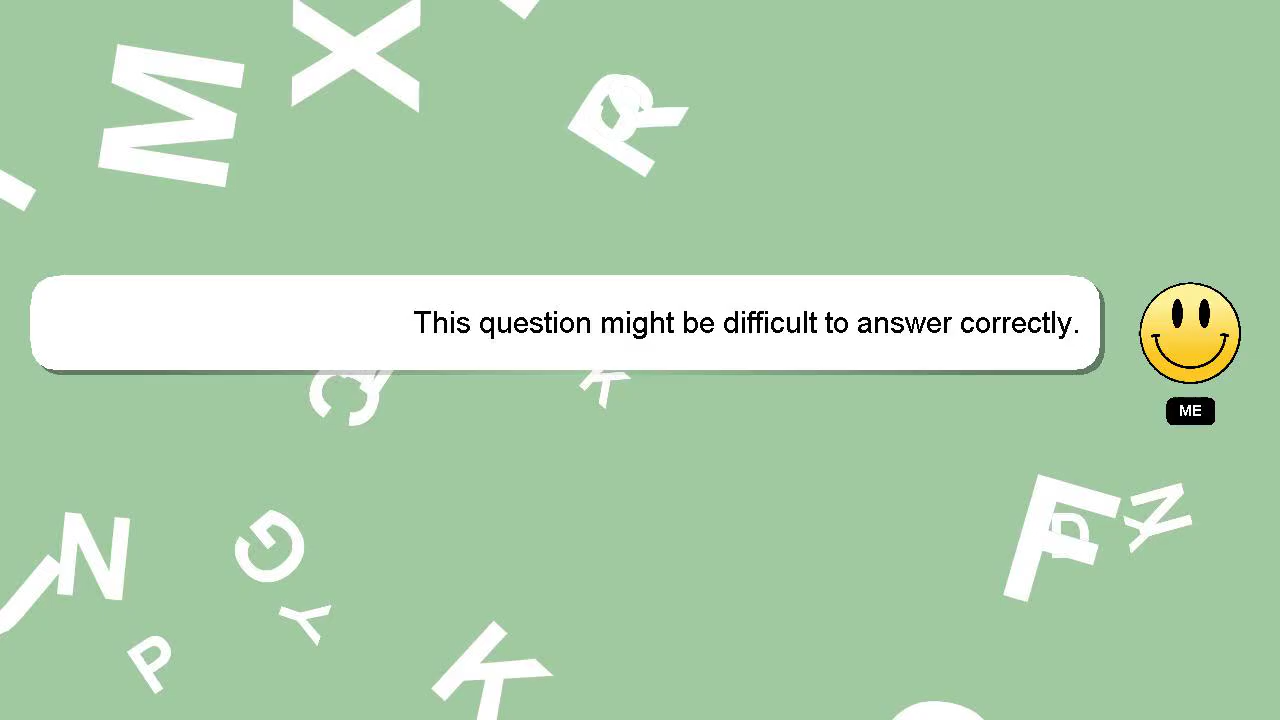 M
X
R
This question might be difficult to answer correctly.
ME
C
K
F
D
Z
Y
N
G
Y
P
K